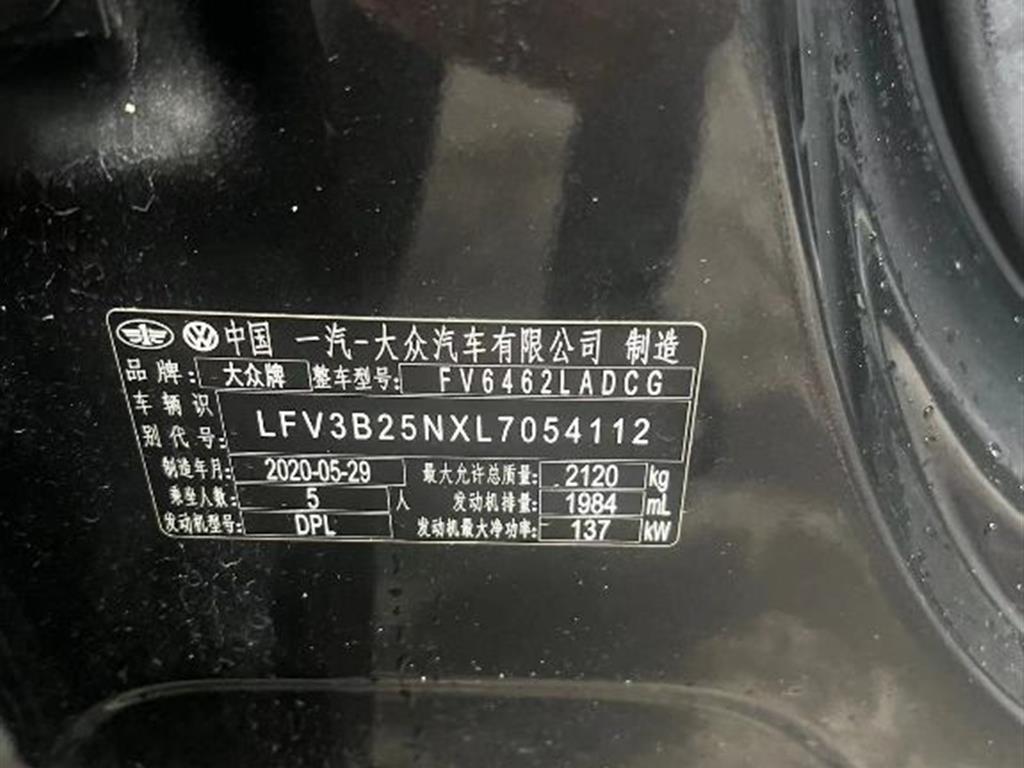 中国 一汽-大众汽车有限公司 制造
品牌: 大众牌 整车型号: FV6462LADCG
车辆识别代号: LFV3B25NXL7054112
制造年月: 2020-05-29 最大允许总质量: 2120 kg
乘坐人数: 5 人 发动机排量: 1984 mL
发动机型号: DPL 发动机最大净功率: 137 kW